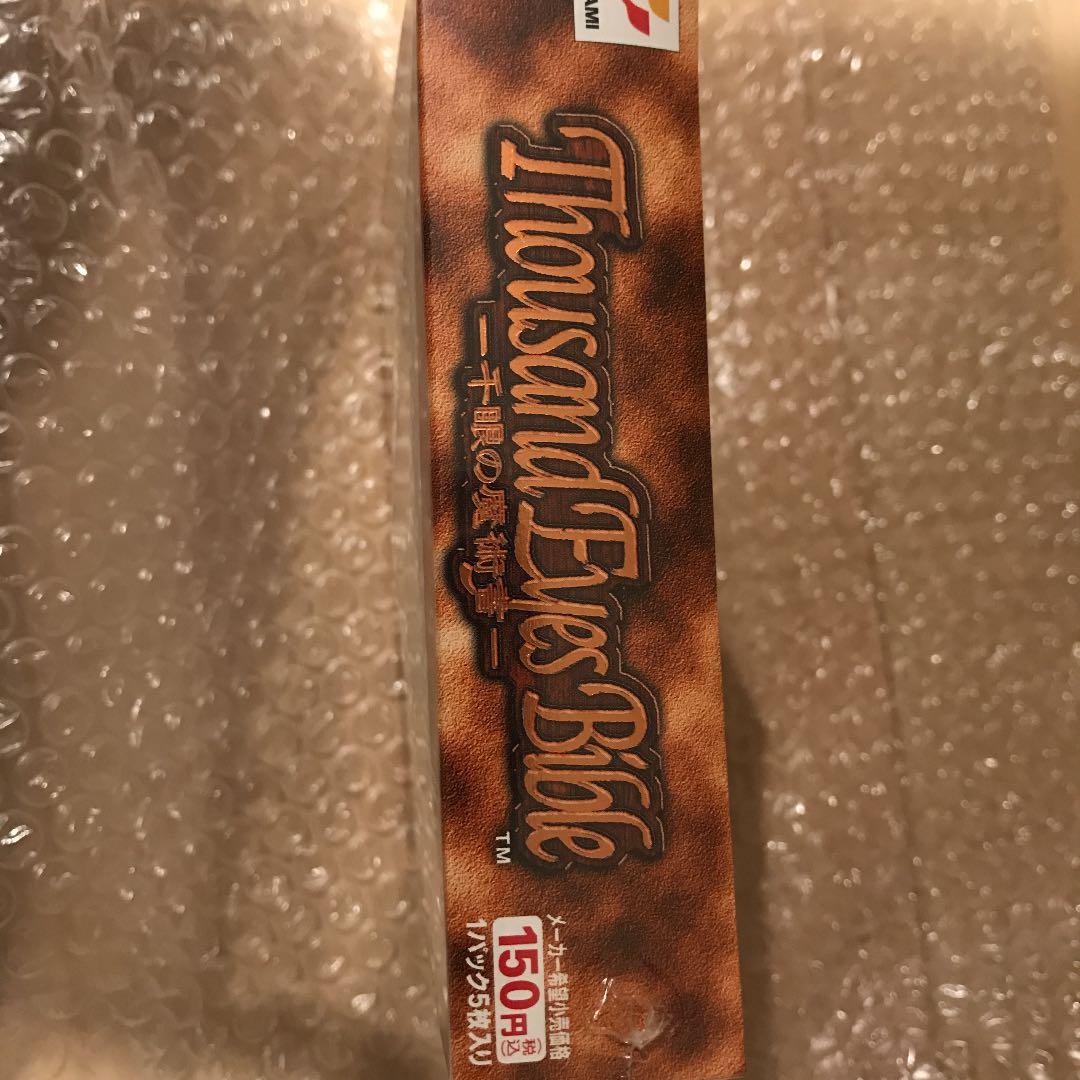 AMI
Thousand Eyes Bible
TM
ー千眼の魔術書ー
メーカー希望小売価格
150円(税込)
1パック5枚入り